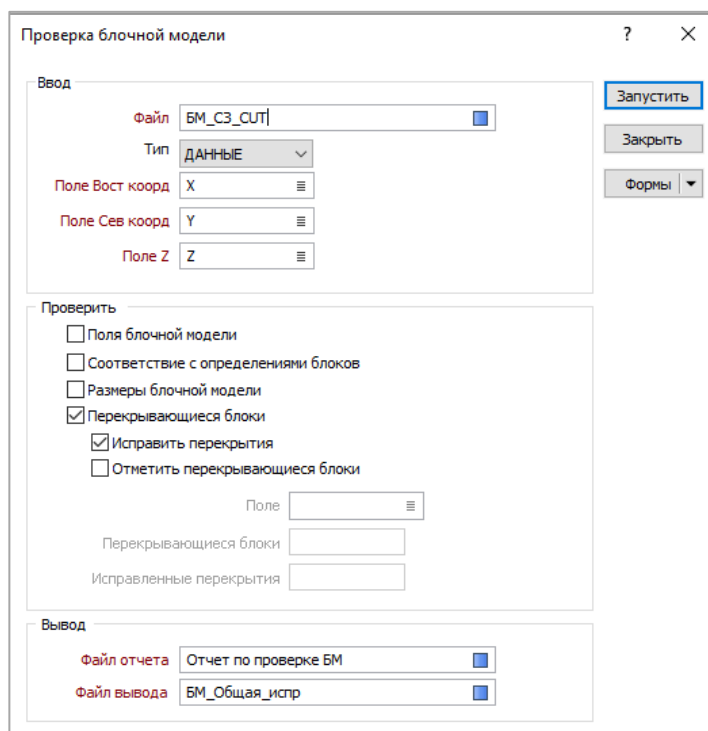 Проверка блочной модели ?
Ввод
Запустить
Файл БМ_СЗ_CUT
Тип ДАННЫЕ
Закрыть
Поле Вост коорд X
Формы
Поле Сев коорд Y
Поле Z Z
Проверить
Поля блочной модели
Соответствие с определениями блоков
Размеры блочной модели
Перекрывающиеся блоки
Исправить перекрытия
Отметить перекрывающиеся блоки
Поле
Перекрывающиеся блоки
Исправленные перекрытия
Вывод
Файл отчета Отчет по проверке БМ
Файл вывода БМ_Общая_испр